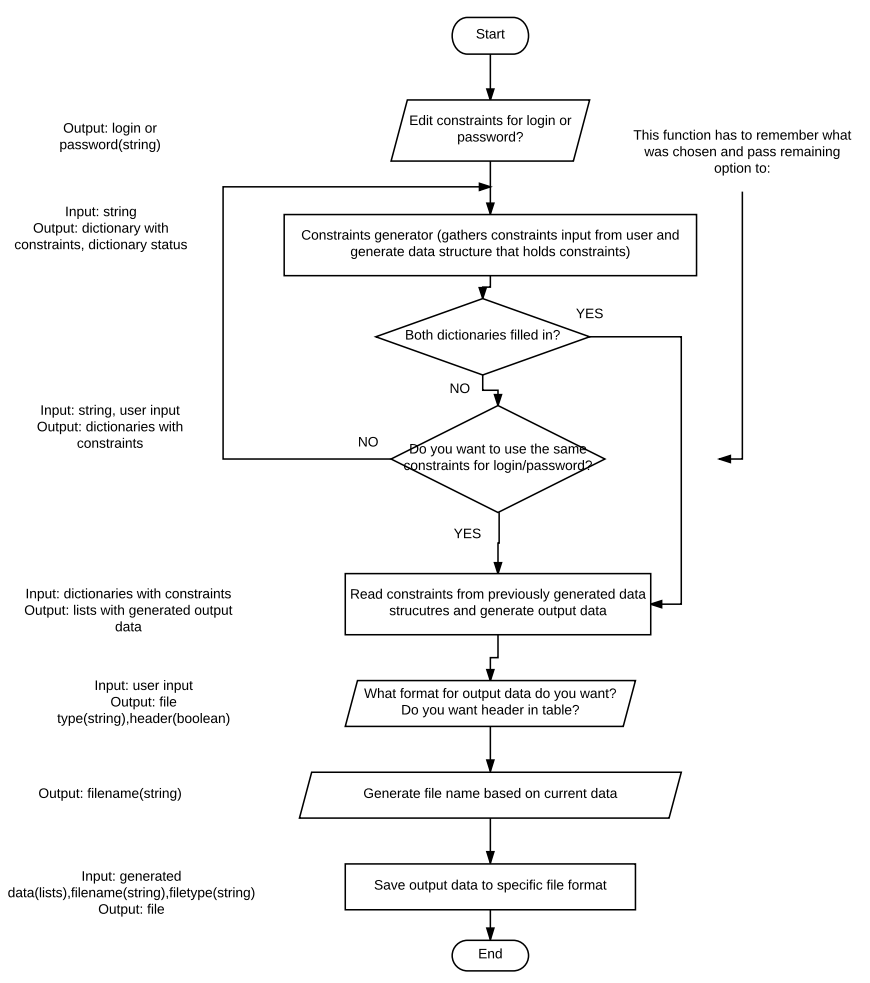 Start
Edit constraints for login or
password?
Output: login or
password(string)
This function has to remember what
was chosen and pass remaining
option to:
Input: string
Output: dictionary with
constraints, dictionary status
Constraints generator (gathers constraints input from user and
generate data structure that holds constraints)
YES
Both dictionaries filled in?
NO
Input: string, user input
Output: dictionaries with
constraints
NO
Do you want to use the same
constraints for login/password?
YES
Input: dictionaries with constraints
Output: lists with generated output
data
Read constraints from previously generated data
strucutres and generate output data
Input: user input
Output: file
type(string),header(boolean)
What format for output data do you want?
Do you want header in table?
Output: filename(string)
Generate file name based on current data
Input: generated
data(lists),filename(string),filetype(string)
Output: file
Save output data to specific file format
End